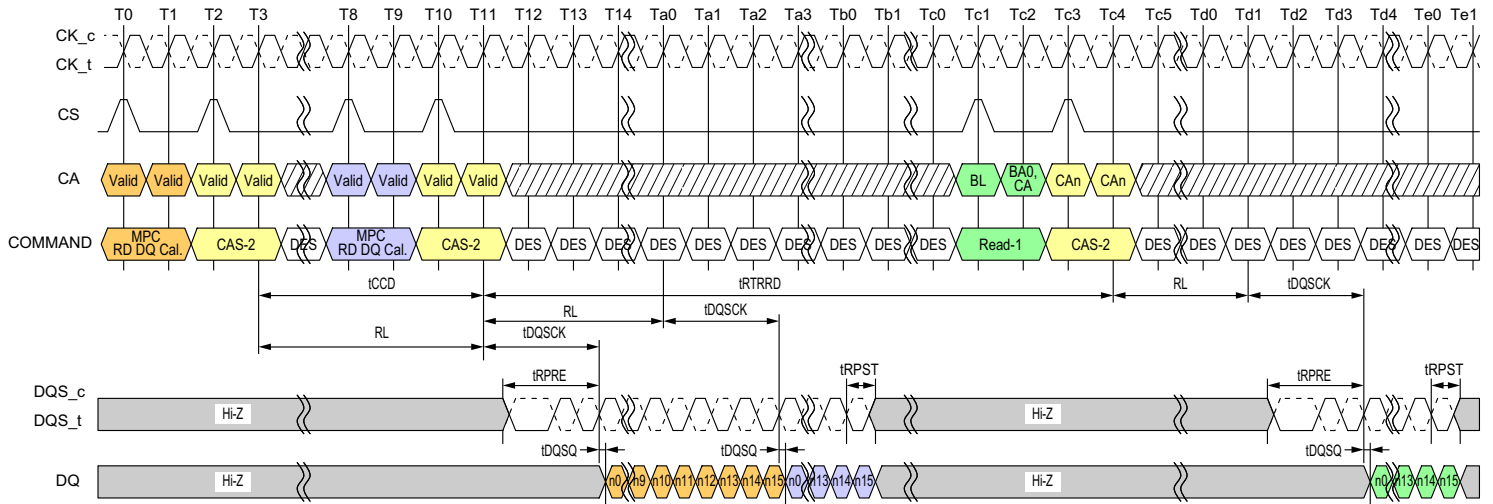 T0 T1 T2 T3 T8 T9 T10 T11 T12 T13 T14 Ta0 Ta1 Ta2 Ta3 Tb0 Tb1 Tc0 Tc1 Tc2 Tc3 Tc4 Tc5 Td0 Td1 Td2 Td3 Td4 Te0 Te1
CK_c
CK_t
CS
CA Valid Valid Valid Valid Valid Valid Valid Valid BL BA0, CA CAn CAn
COMMAND MPC RD DQ Cal. CAS-2 DES MPC RD DQ Cal. CAS-2 DES DES DES DES DES DES DES DES DES DES Read-1 CAS-2 DES DES DES DES DES DES DES DES
tCCD tRTRRD RL tDQSCK
RL tDQSCK
RL tDQSCK
tRPRE tRPST tRPRE tRPST
DQS_c
DQS_t Hi-Z Hi-Z
tDQSQ tDQSQ tDQSQ
DQ Hi-Z n0 n9 n10 n11 n12 n13 n14 n15 n0 n13 n14 n15 Hi-Z n0 n13 n14 n15